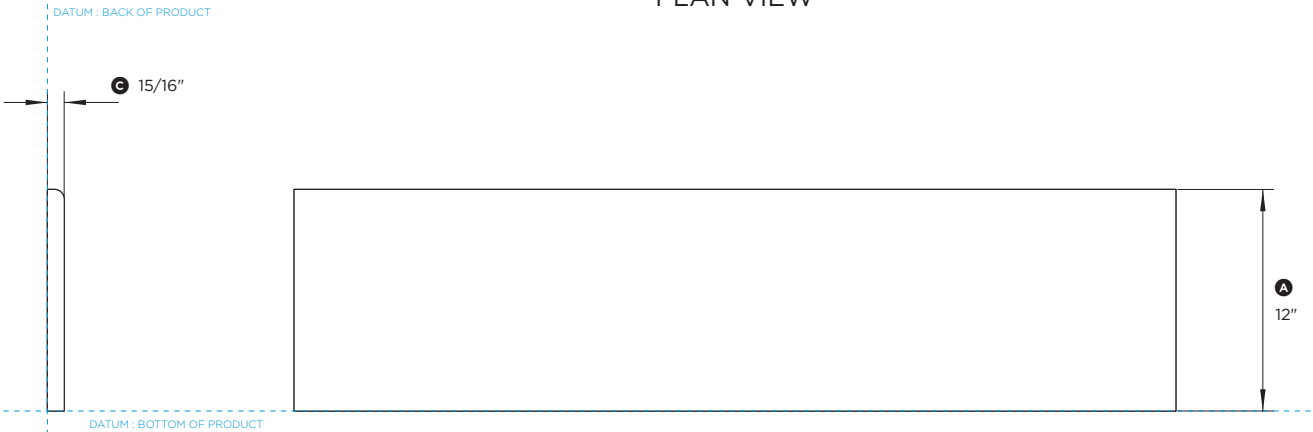 PLAN VIEW
DATUM : BACK OF PRODUCT
C 15/16"
A
12"
DATUM : BOTTOM OF PRODUCT